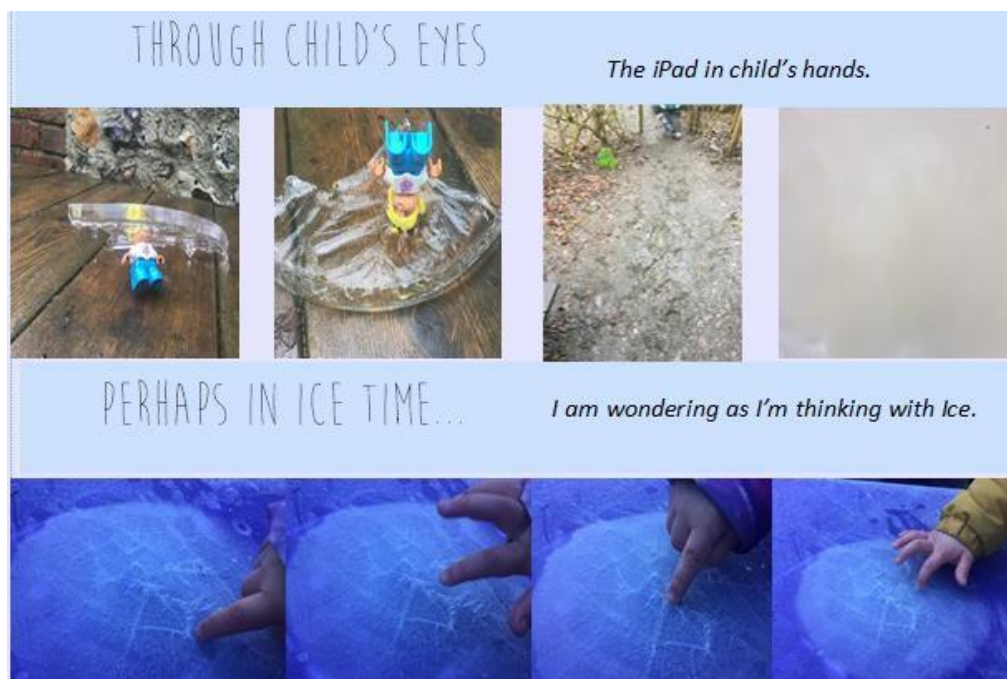 THROUGH CHILD'S EYES
The iPad in child's hands.
PERHAPS IN ICE TIME...
I am wondering as I'm thinking with Ice.